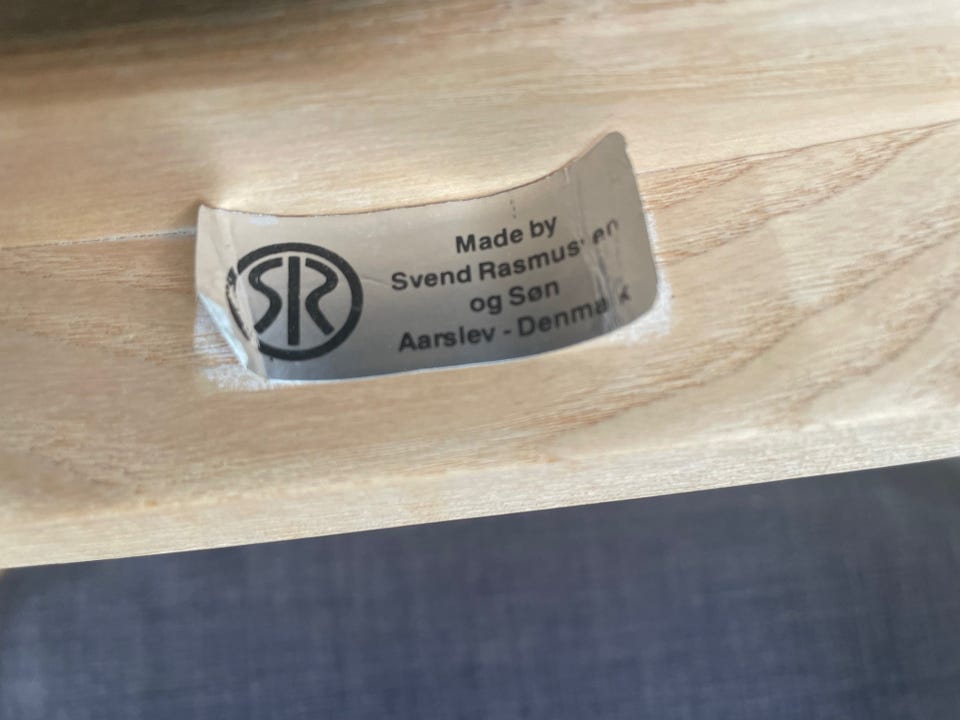 SR
Made by
Svend Rasmussen
og Søn
Aarslev - Denmark